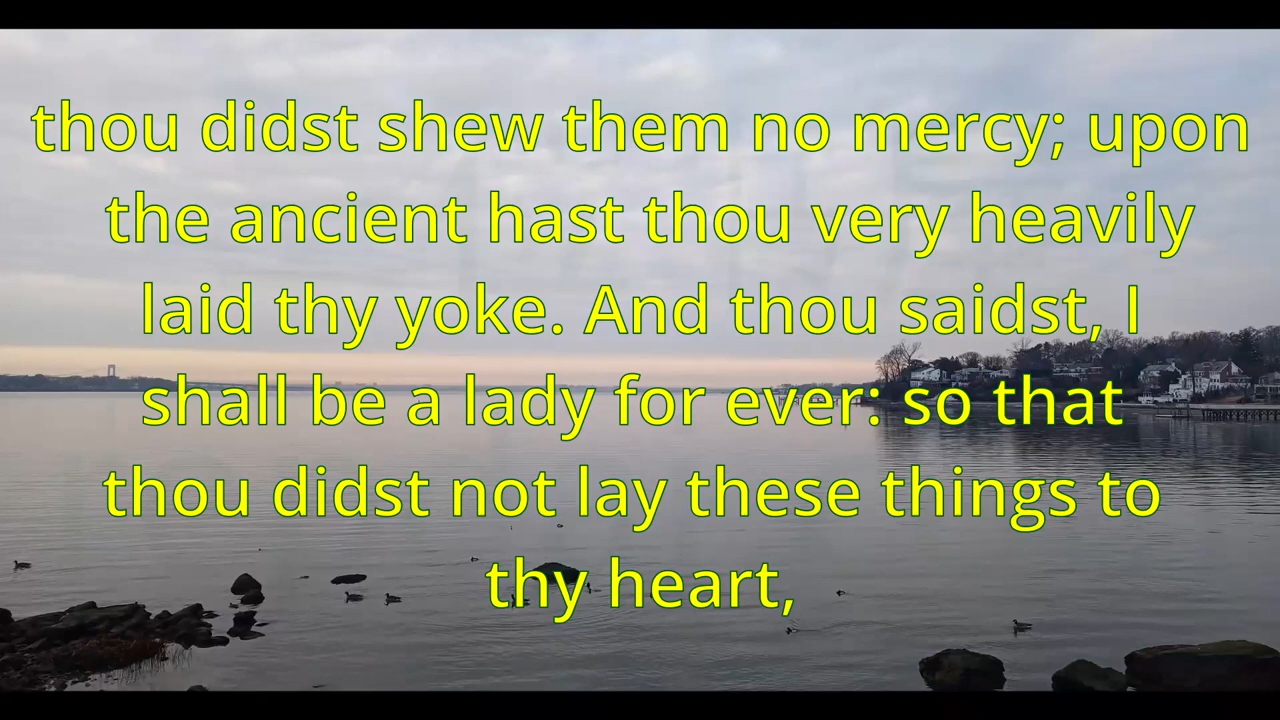 thou didst shew them no mercy; upon
the ancient hast thou very heavily
laid thy yoke. And thou saidst, I
shall be a lady for ever: so that
thou didst not lay these things to
thy heart,